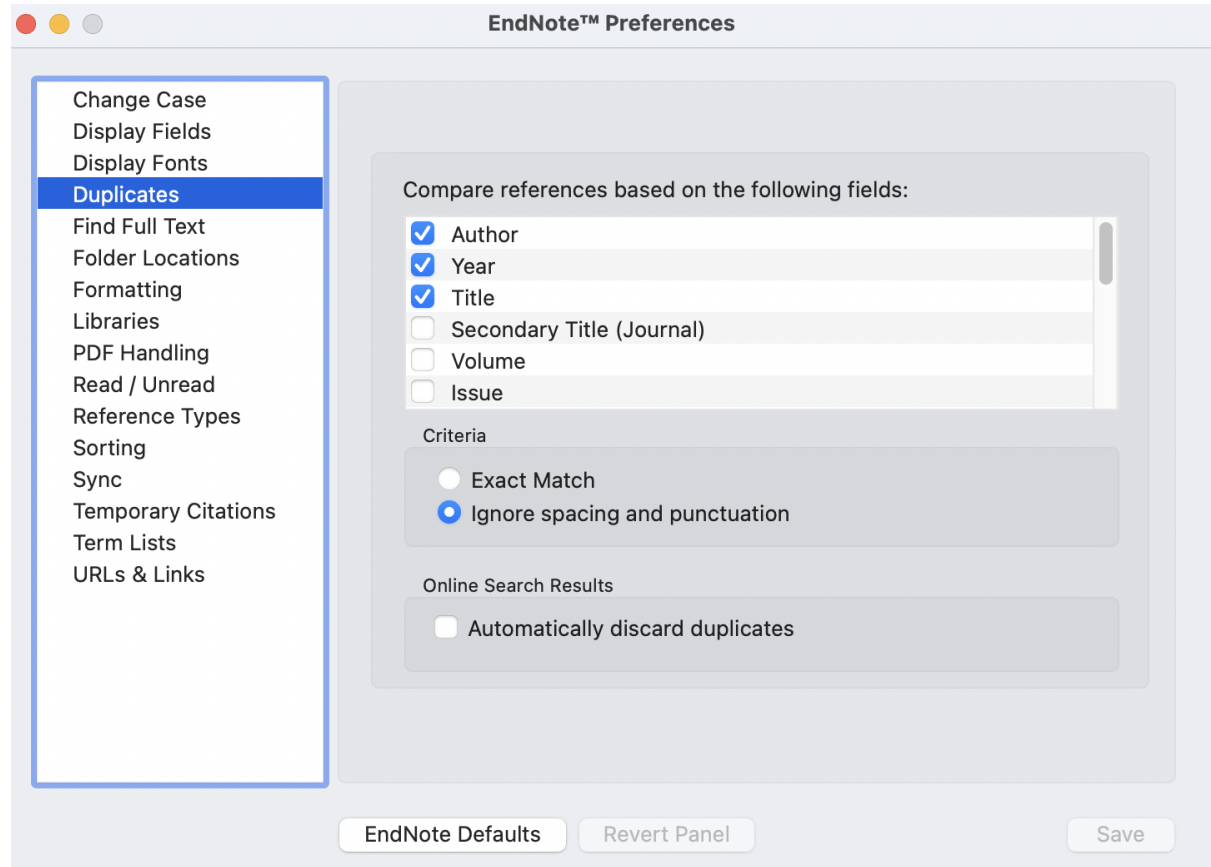 EndNote™ Preferences
Change Case
Display Fields
Display Fonts
Duplicates
Find Full Text
Folder Locations
Formatting
Libraries
PDF Handling
Read / Unread
Reference Types
Sorting
Sync
Temporary Citations
Term Lists
URLs & Links
Compare references based on the following fields:
Author
Year
Title
Secondary Title (Journal)
Volume
Issue
Criteria
Exact Match
Ignore spacing and punctuation
Online Search Results
Automatically discard duplicates
EndNote Defaults
Revert Panel
Save